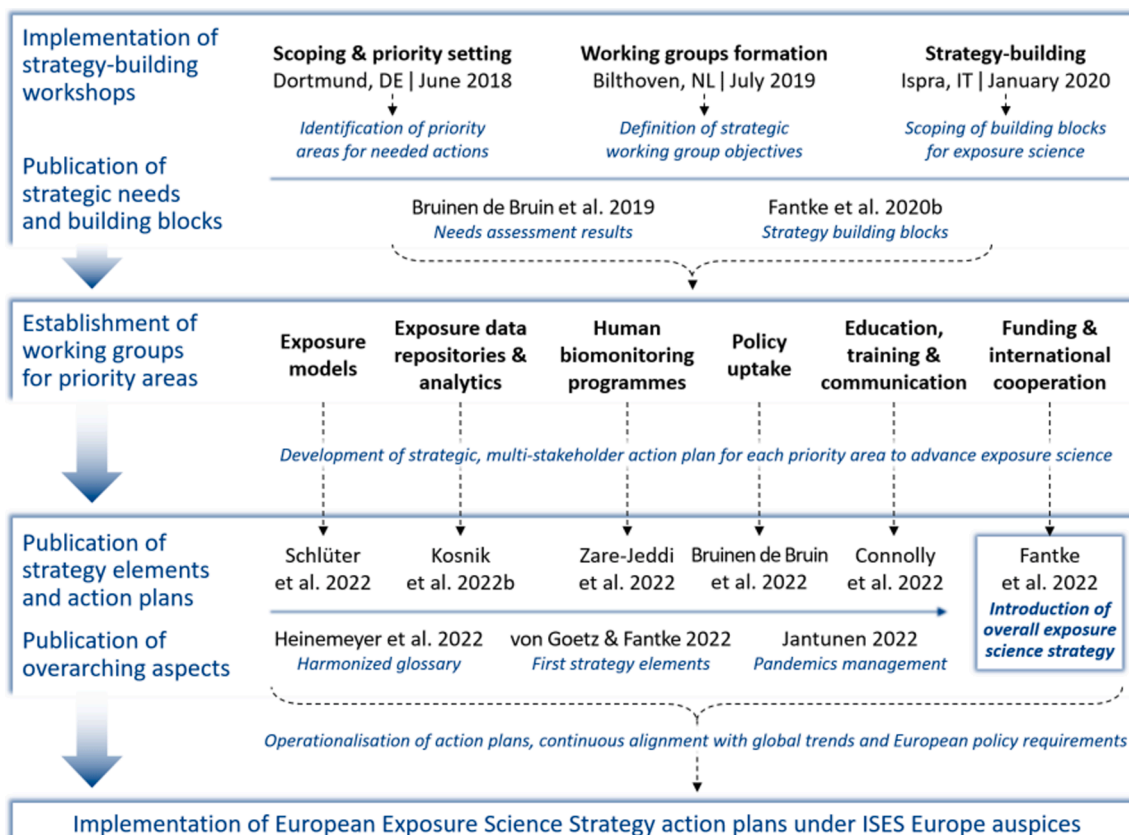 Implementation of
strategy-building
workshops
Scoping & priority setting
Dortmund, DE | June 2018
Working groups formation
Bilthoven, NL | July 2019
Strategy-building
Ispra, IT | January 2020
Identification of priority
areas for needed actions
Definition of strategic
working group objectives
Scoping of building blocks
for exposure science
Publication of
strategic needs
and building blocks
Bruinen de Bruin et al. 2019
Needs assessment results
Fantke et al. 2020b
Strategy building blocks
Establishment of
working groups
for priority areas
Exposure
models
Exposure data
repositories &
analytics
Human
biomonitoring
programmes
Policy
uptake
Education,
training &
communication
Funding &
international
cooperation
Development of strategic, multi-stakeholder action plan for each priority area to advance exposure science
Publication of
strategy elements
and action plans
Schlüter
et al. 2022
Kosnik
et al. 2022b
Zare-Jeddi
et al. 2022
Bruinen de Bruin
et al. 2022
Connolly
et al. 2022
Fantke
et al. 2022
Introduction of
overall exposure
science strategy
Publication of
overarching aspects
Heinemeyer et al. 2022
Harmonized glossary
von Goetz & Fantke 2022
First strategy elements
Jantunen 2022
Pandemics management
Operationalisation of action plans, continuous alignment with global trends and European policy requirements
Implementation of European Exposure Science Strategy action plans under ISES Europe auspices